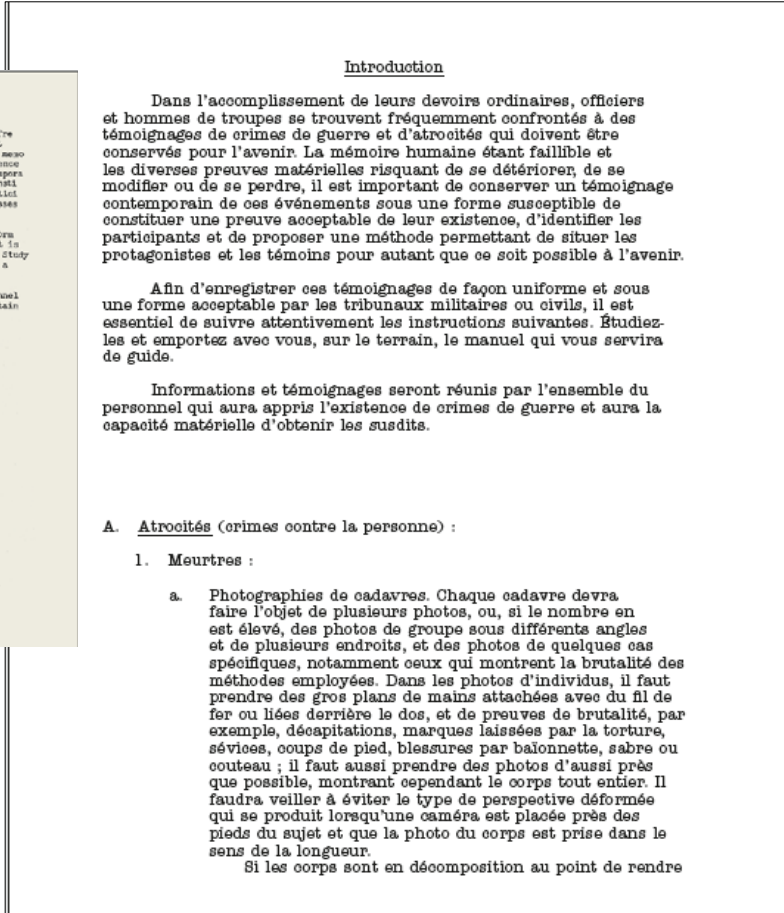 Introduction
Dans l'accomplissement de leurs devoirs ordinaires, officiers
et hommes de troupes se trouvent fréquemment confrontés à des
témoignages de crimes de guerre et d'atrocités qui doivent être
conservés pour l'avenir. La mémoire humaine étant faillible et
les diverses preuves matérielles risquant de se détériorer, de se
modifier ou de se perdre, il est important de conserver un témoignage
contemporain de ces événements sous une forme susceptible de
constituer une preuve acceptable de leur existence, d'identifier les
participants et de proposer une méthode permettant de situer les
protagonistes et les témoins pour autant que ce soit possible à l'avenir.
Afin d'enregistrer ces témoignages de façon uniforme et sous
une forme acceptable par les tribunaux militaires ou civils, il est
essentiel de suivre attentivement les instructions suivantes. Étudiez-
les et emportez avec vous, sur le terrain, le manuel qui vous servira
de guide.
Informations et témoignages seront réunis par l'ensemble du
personnel qui aura appris l'existence de crimes de guerre et aura la
capacité matérielle d'obtenir les susdits.
A. Atrocités (crimes contre la personne) :
1. Meurtres :
a. Photographies de cadavres. Chaque cadavre devra
faire l'objet de plusieurs photos, ou, si le nombre en
est élevé, des photos de groupe sous différents angles
et de plusieurs endroits, et des photos de quelques cas
spécifiques, notamment ceux qui montrent la brutalité des
méthodes employées. Dans les photos d'individus, il faut
prendre des gros plans de mains attachées avec du fil de
fer ou liées derrière le dos, et de preuves de brutalité, par
exemple, décapitations, marques laissées par la torture,
sévices, coups de pied, blessures par baïonnette, sabre ou
couteau ; il faut aussi prendre des photos d'aussi près
que possible, montrant cependant le corps tout entier. Il
faudra veiller à éviter le type de perspective déformée
qui se produit lorsqu'une caméra est placée près des
pieds du sujet et que la photo du corps est prise dans le
sens de la longueur.
Si les corps sont en décomposition au point de rendre
Study